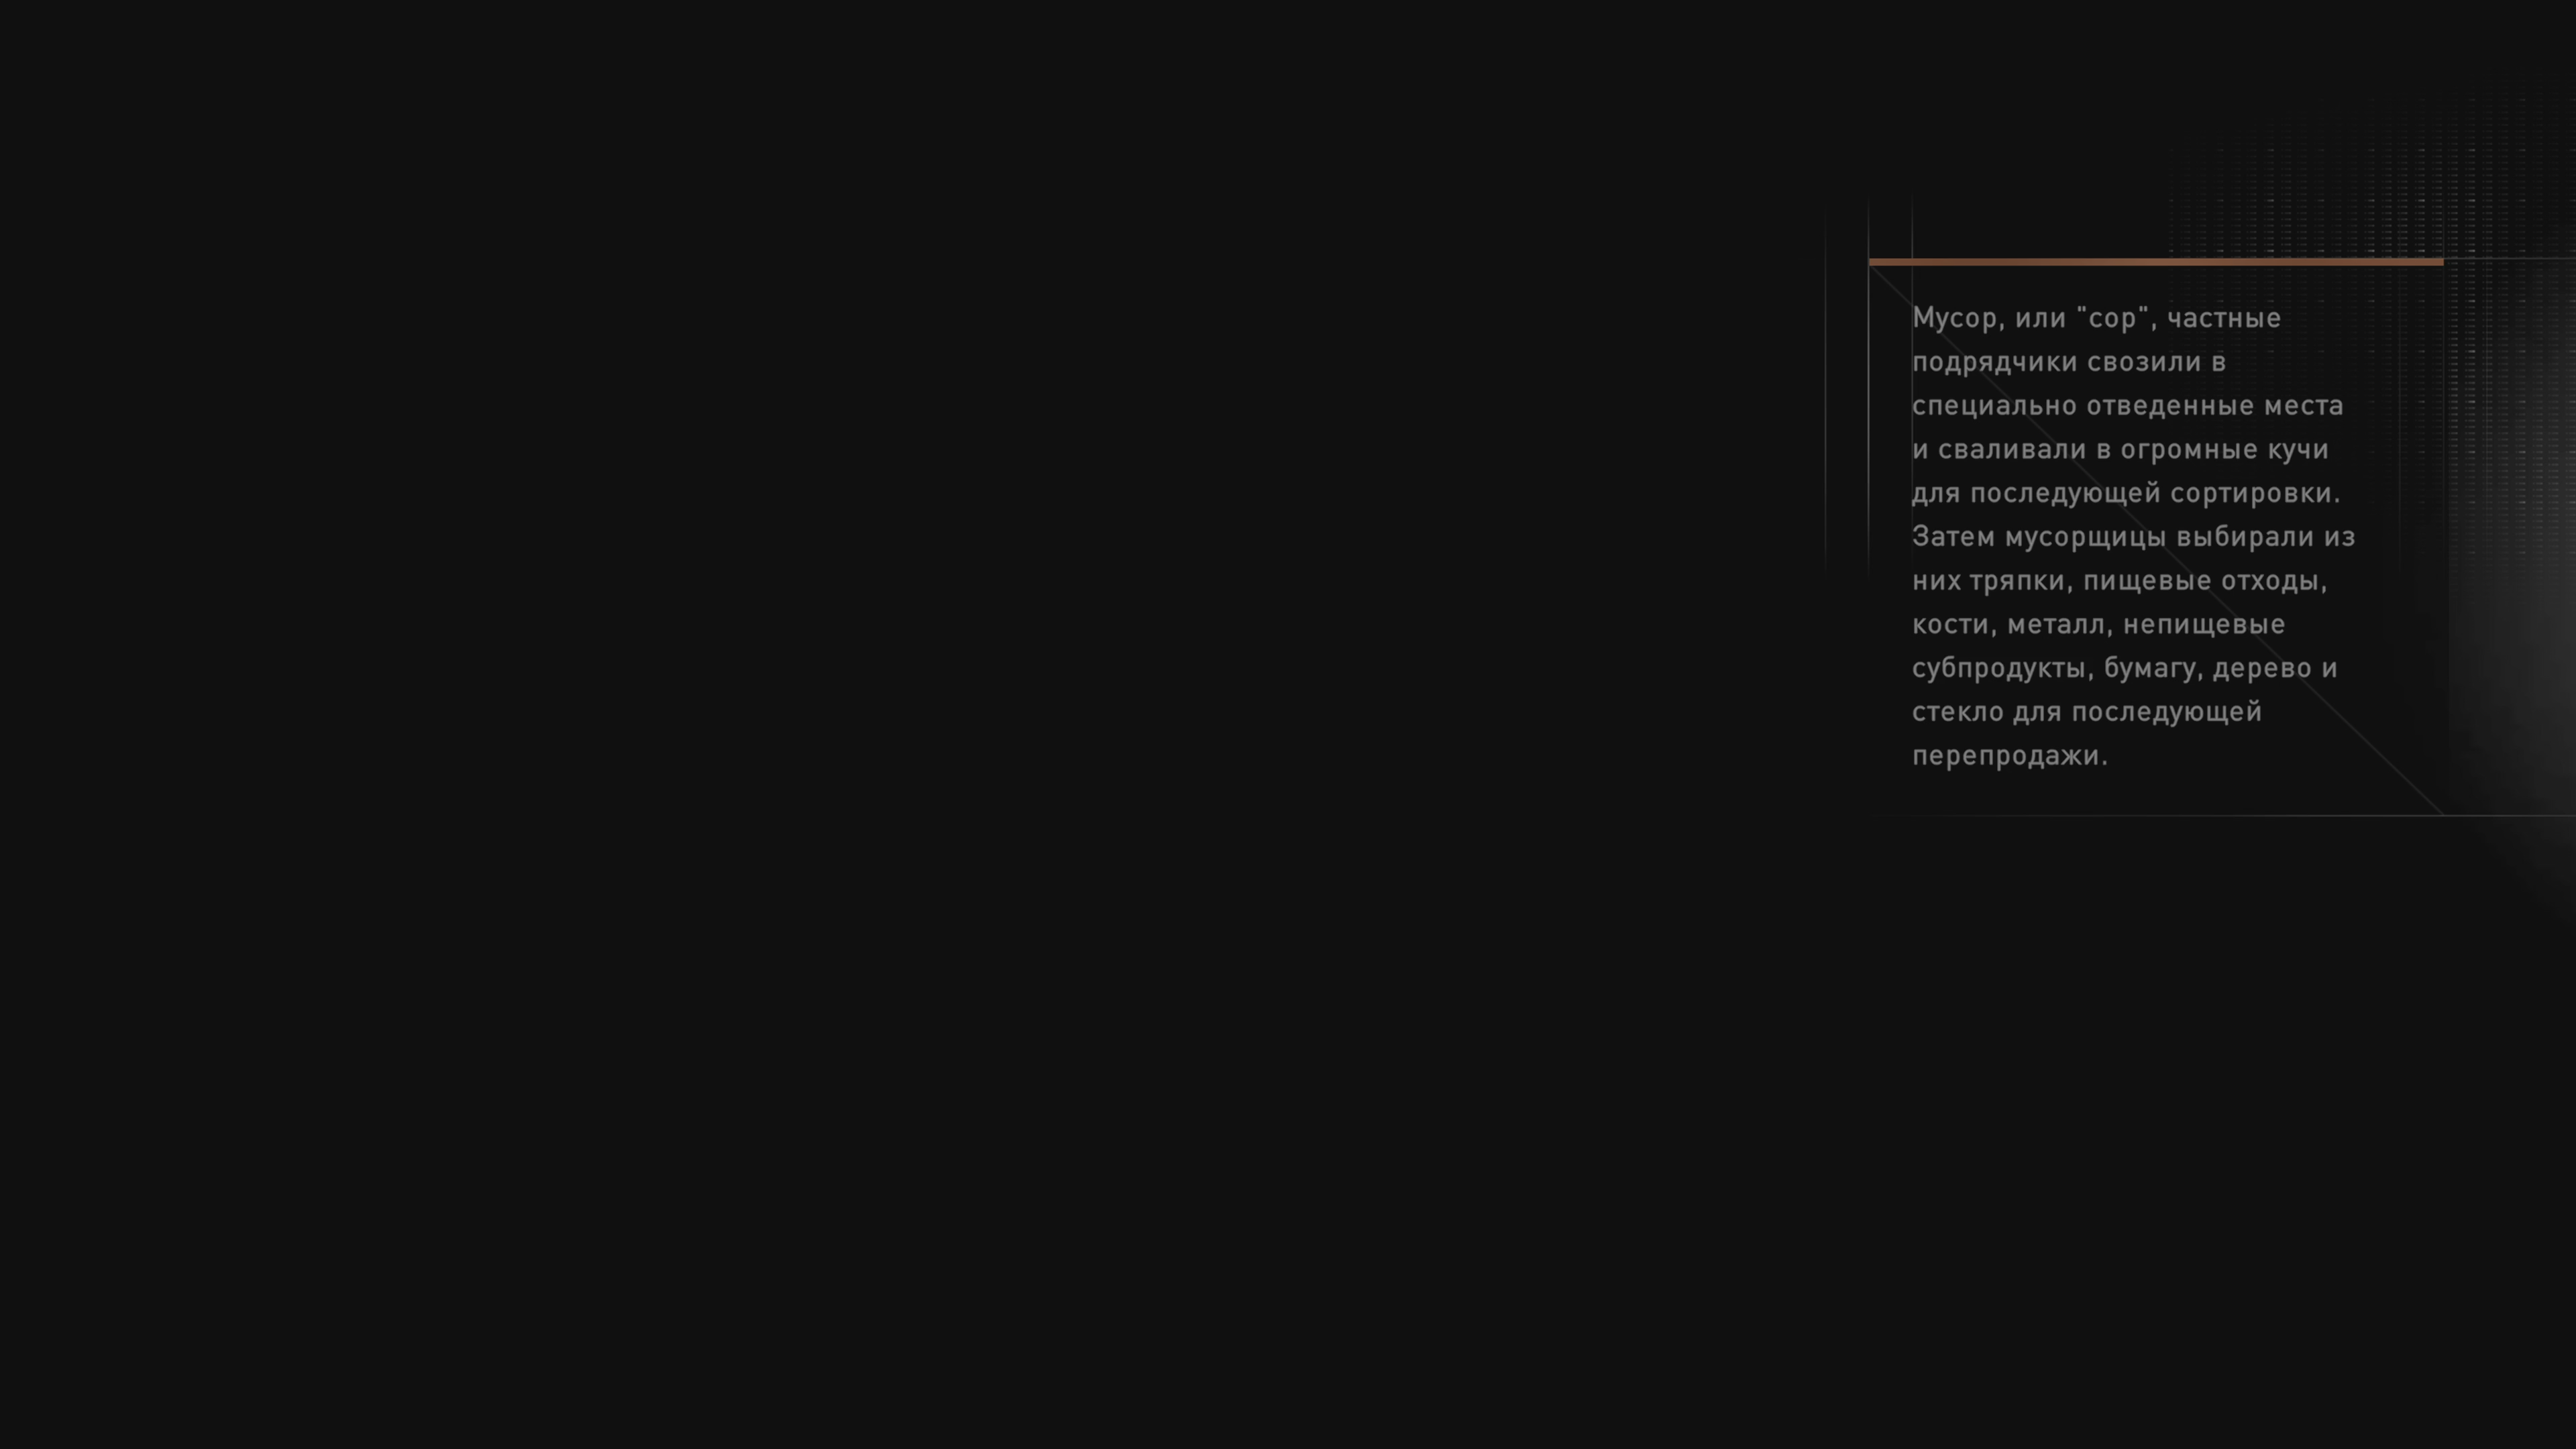 Мусор, или "сор", частные
подрядчики свозили в
специально отведенные места
и сваливали в огромные кучи
для последующей сортировки.
Затем мусорщицы выбирали из
них тряпки, пищевые отходы,
кости, металл, непищевые
субпродукты, бумагу, дерево и
стекло для последующей
перепродажи.